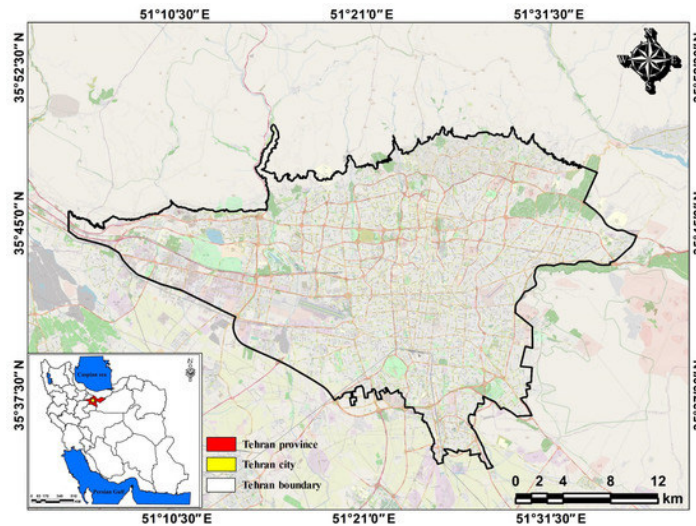 51°10'30"E
51°21'0"E
51°31'30"E
35°52'30"N
35°45'0"N
35°37'30"N
Caspian sea
Persian Gulf
Tehran province
Tehran city
Tehran boundary
0 2 4 8 12
km
51°10'30"E
51°21'0"E
51°31'30"E